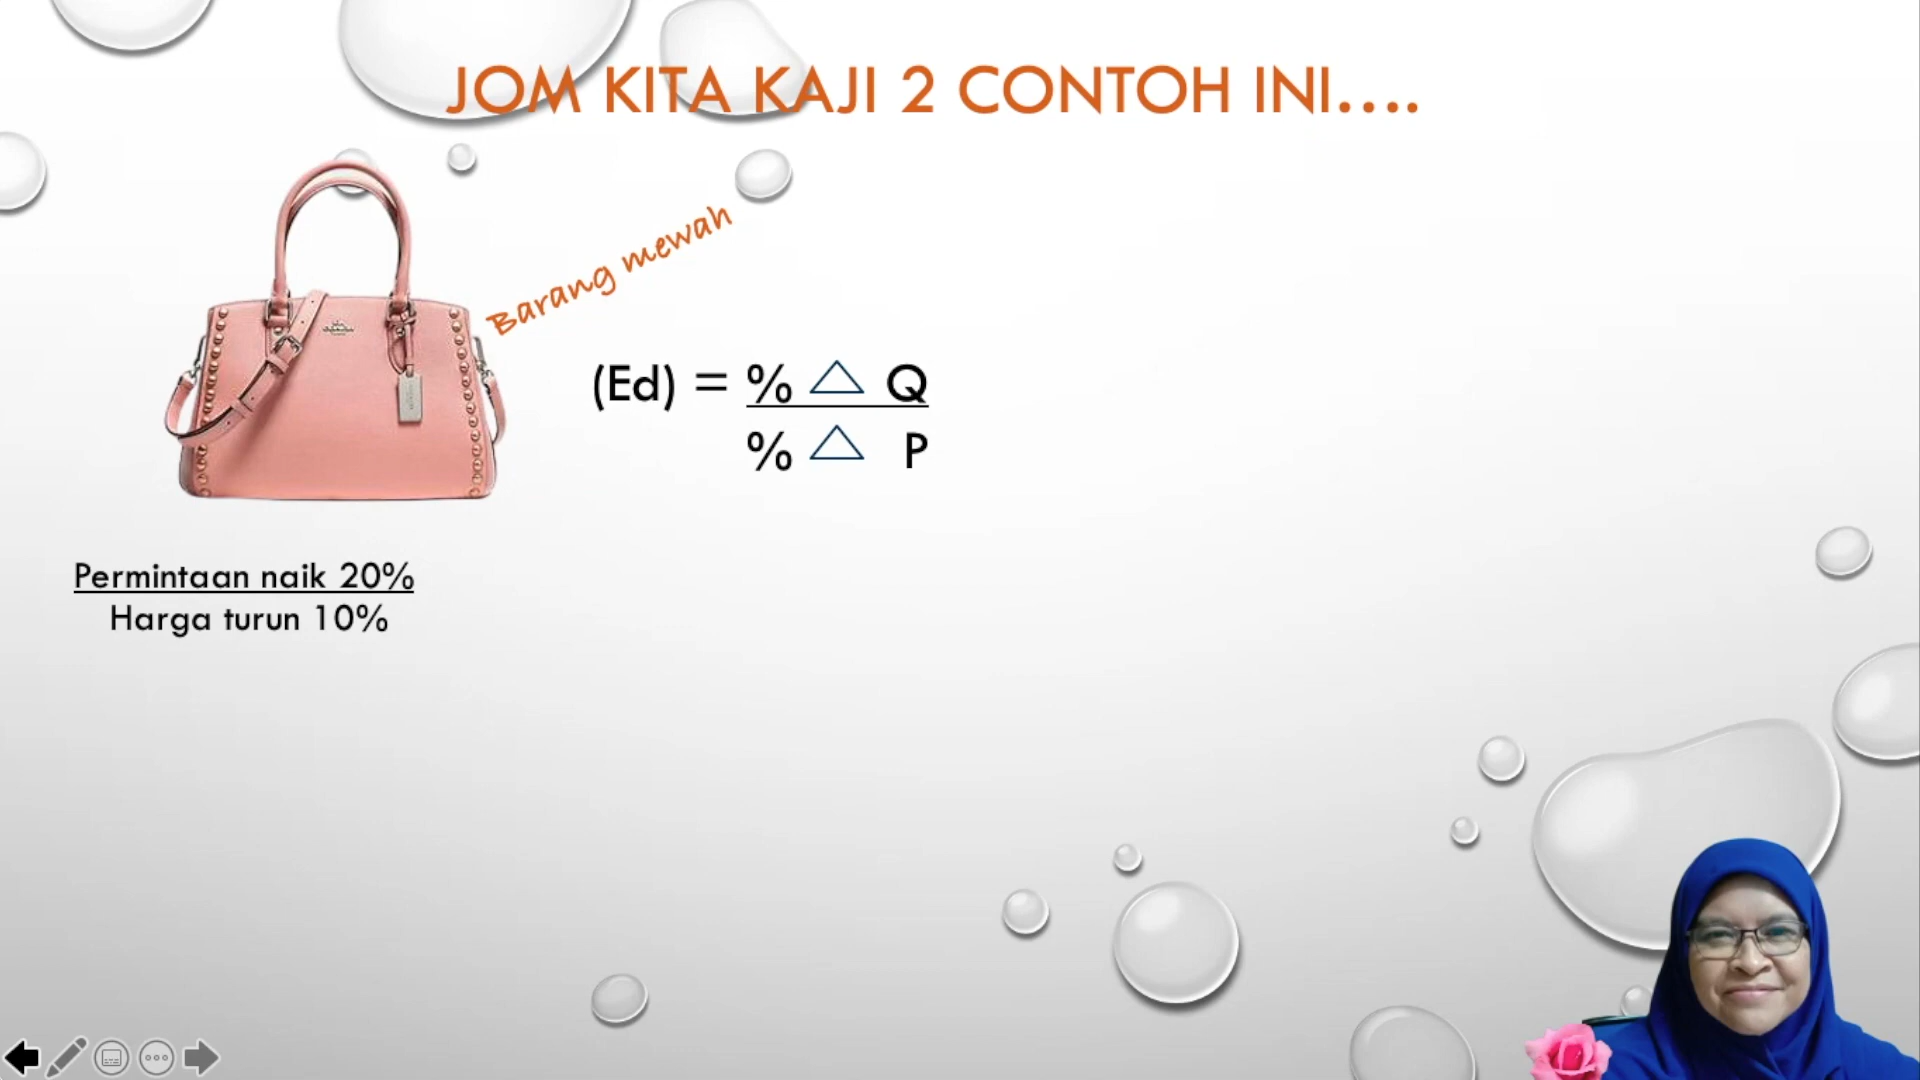 JOM KITA KAJI 2 CONTOH INI....
Barang mewah
(Ed) = % △ Q
% △ P
Permintaan naik 20%
Harga turun 10%